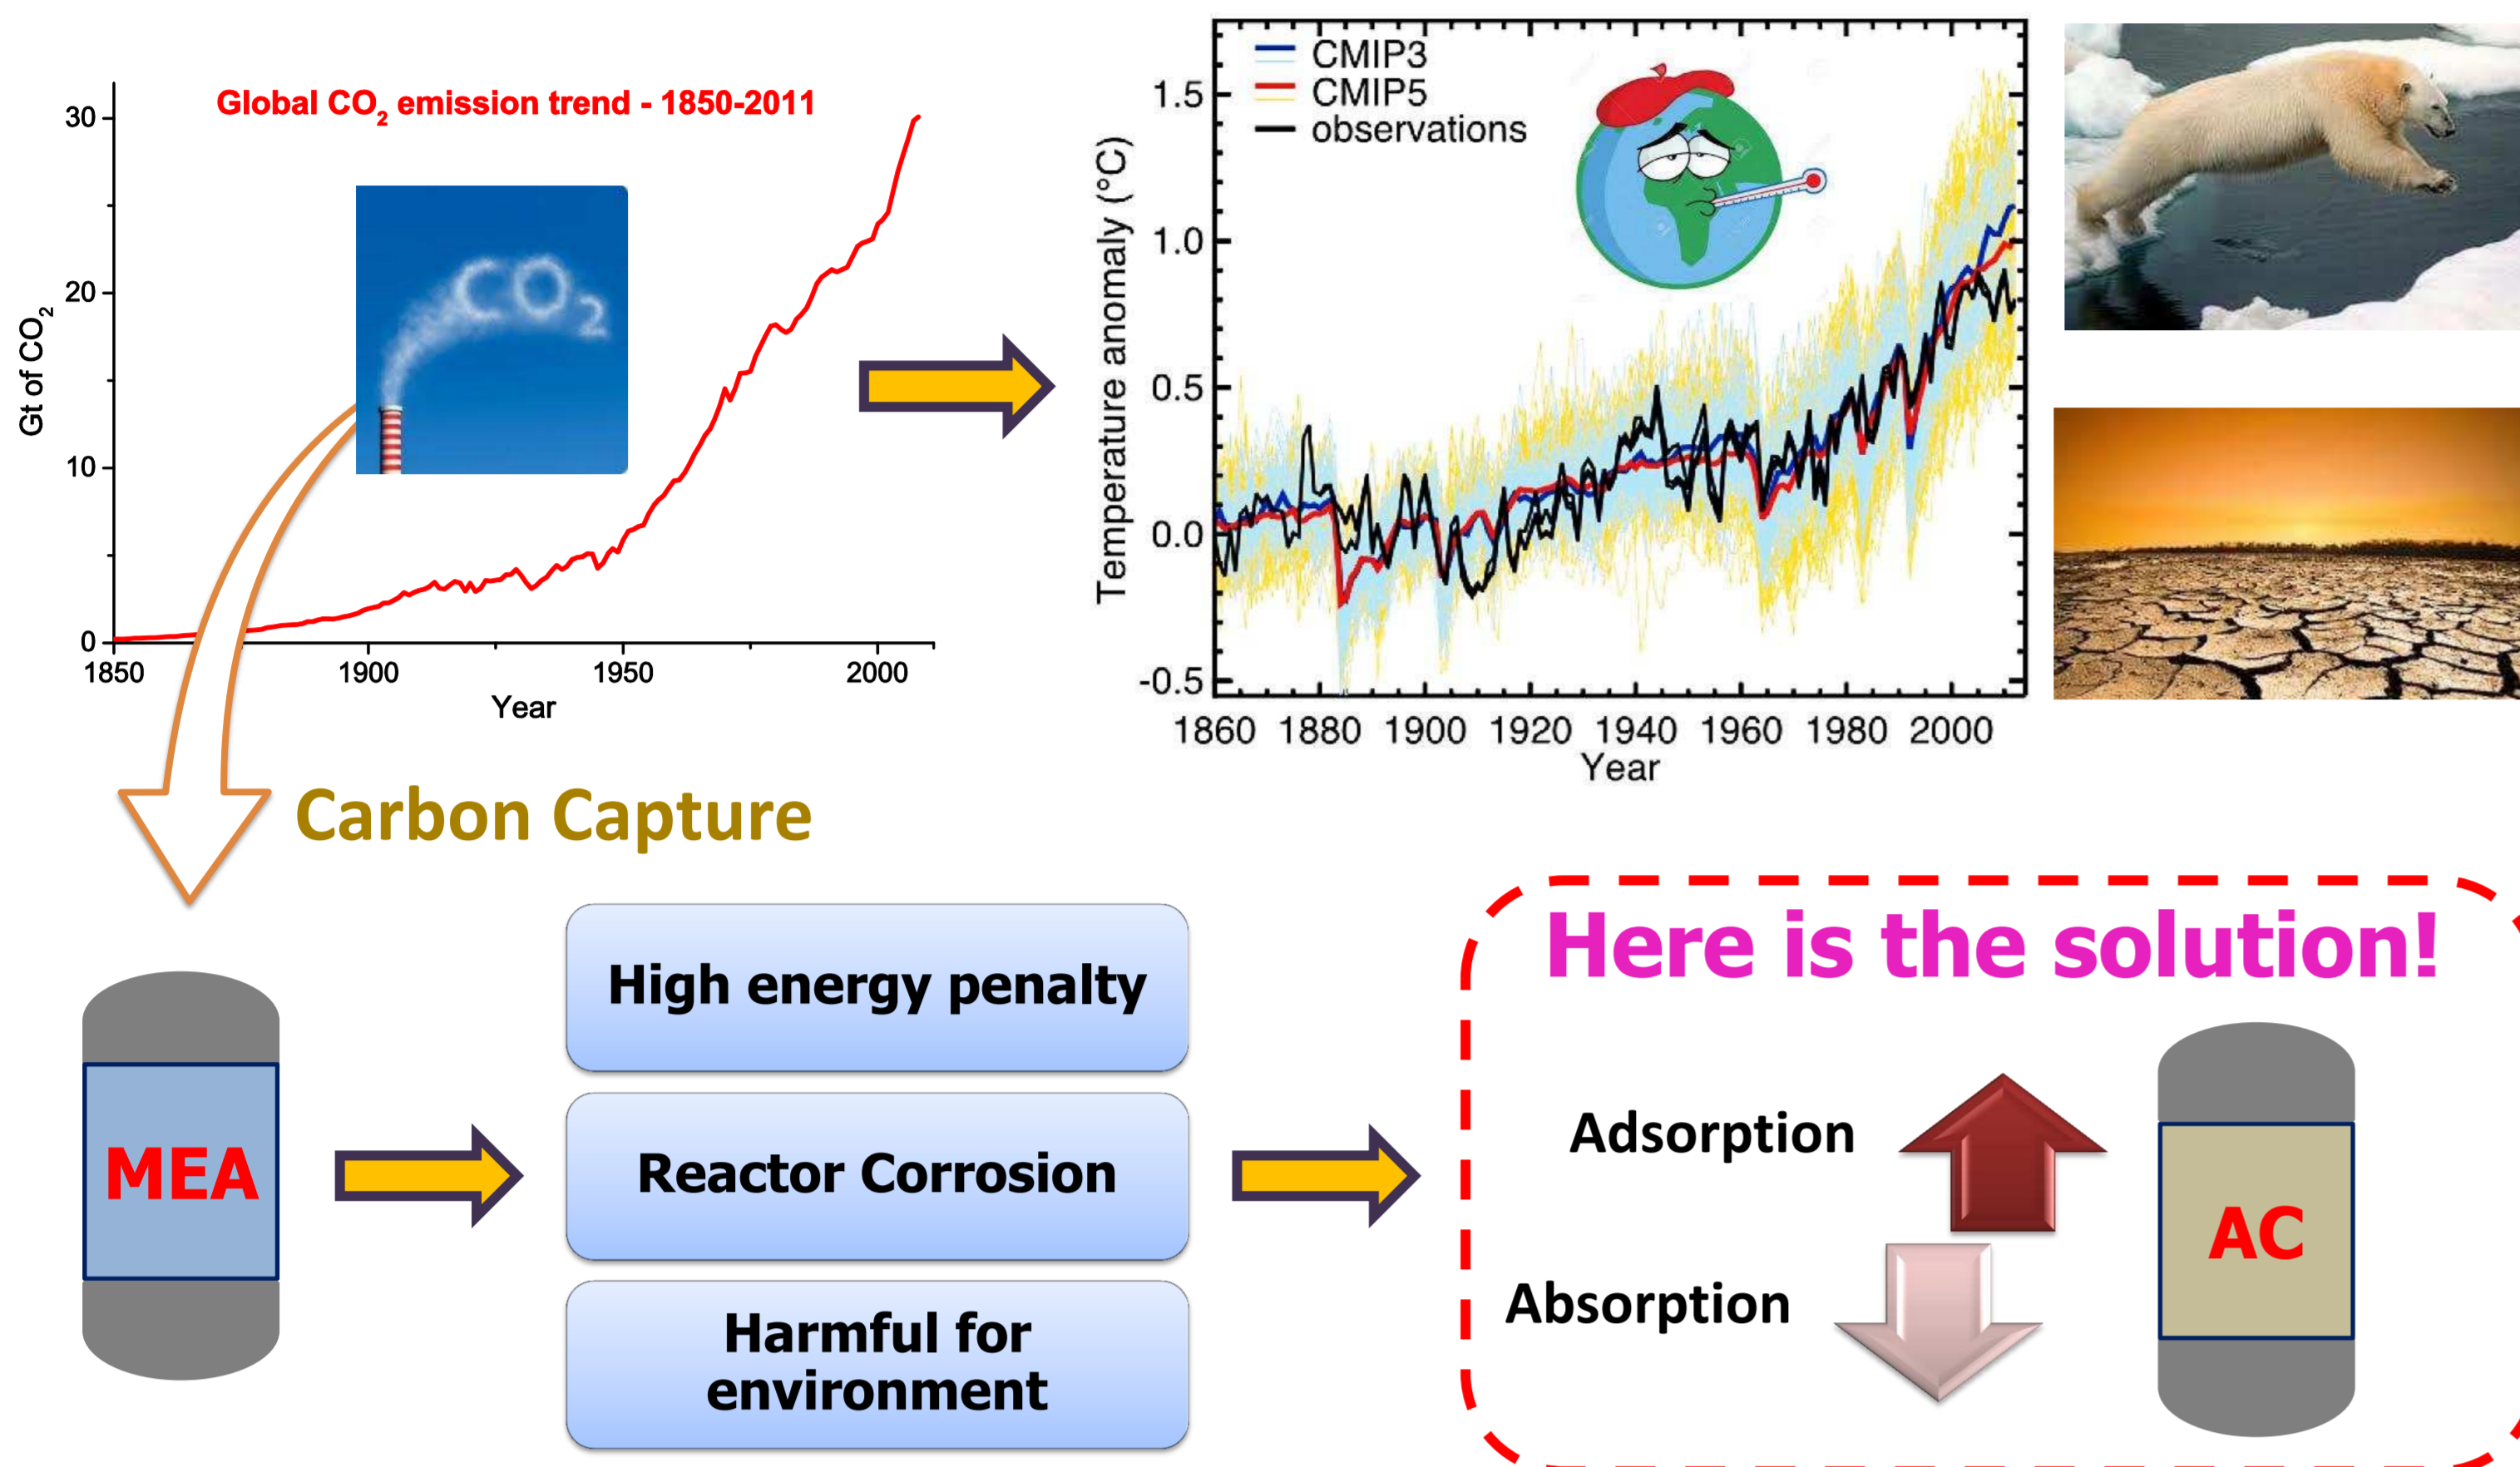 Global CO₂ emission trend - 1850-2011
30
20
10
0
Gt of CO₂
1850 1900 1950 2000
Year
CO₂
CMIP3
CMIP5
observations
1.5
1.0
0.5
0.0
-0.5
Temperature anomaly (°C)
1860 1880 1900 1920 1940 1960 1980 2000
Year
Carbon Capture
MEA
High energy penalty
Reactor Corrosion
Harmful for
environment
Here is the solution!
Adsorption
Absorption
AC